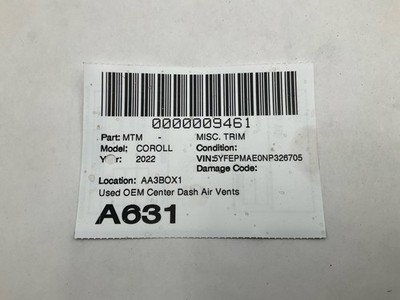 0000009461
Part: MTM - MISC. TRIM
Model: COROLL Condition:
Year: 2022 VIN:5YFEPMAE0NP326705
Damage Code:
Location: AA3BOX1
Used OEM Center Dash Air Vents
A631